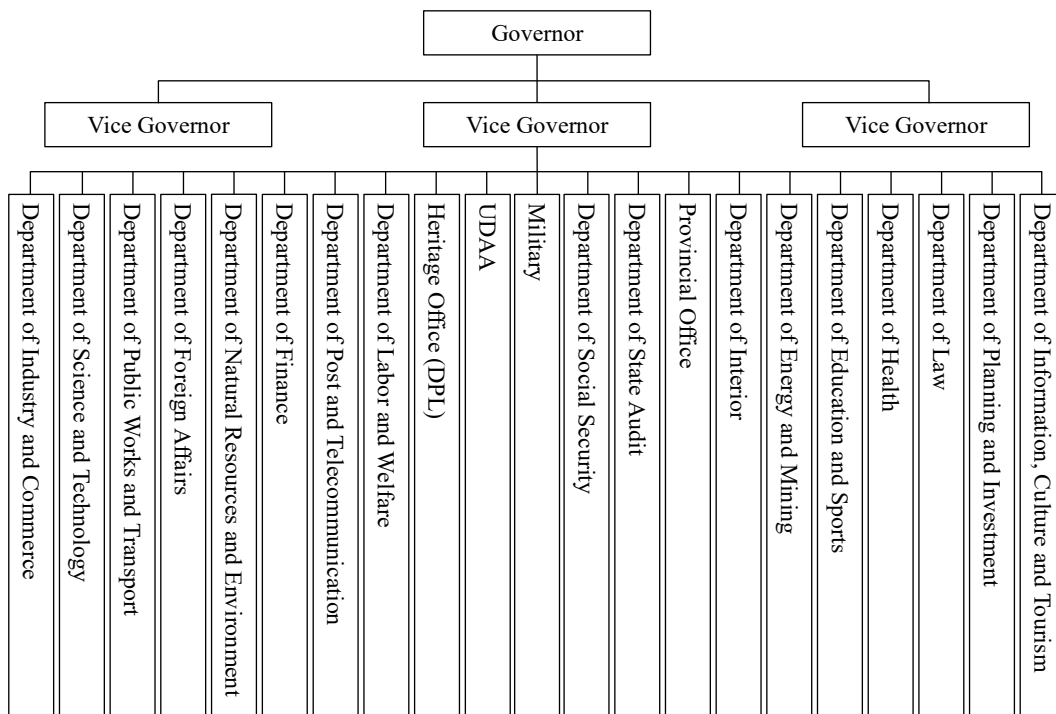 Governor
Vice Governor
Vice Governor
Vice Governor
Department of Industry and Commerce
Department of Science and Technology
Department of Public Works and Transport
Department of Foreign Affairs
Department of Natural Resources and Environment
Department of Finance
Department of Post and Telecommunication
Department of Labor and Welfare
Heritage Office (DPL)
UDAA
Military
Department of Social Security
Department of State Audit
Provincial Office
Department of Interior
Department of Energy and Mining
Department of Education and Sports
Department of Health
Department of Law
Department of Planning and Investment
Department of Information, Culture and Tourism